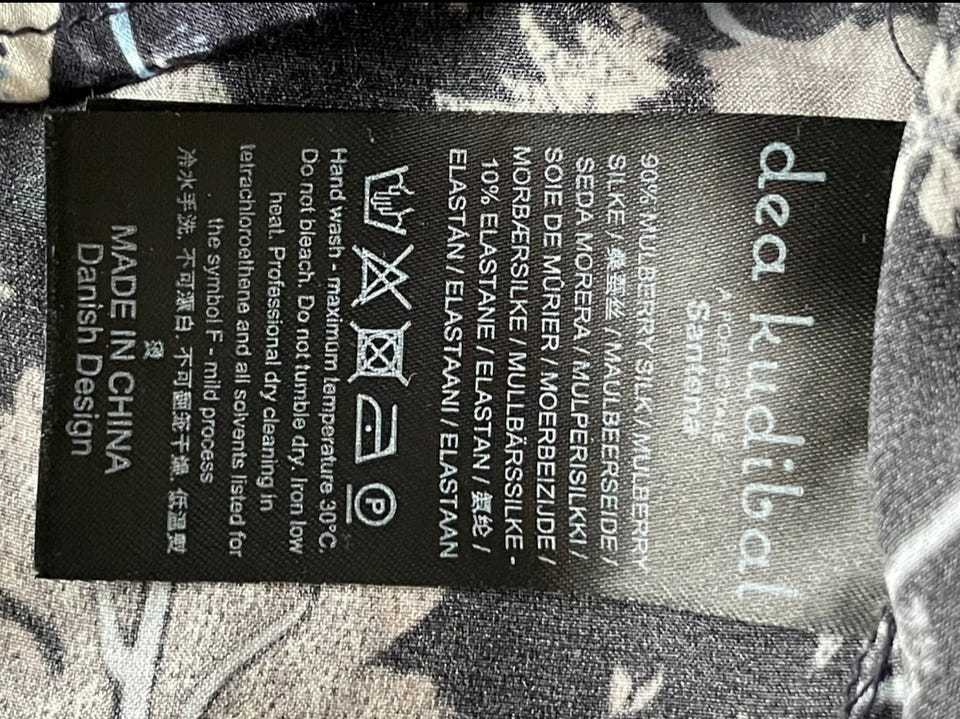 dea kudibal
A POETIC TALE
Santena
90% MULBERRY SILK / MULBERRY
SILKE / 桑蚕丝 / MAULBEERSEIDE /
SEDA MORERA / MULPERISILKKI /
SOIE DE MÛRIER / MOERBEIZIJDE /
MORBÆRSILKE / MULLBÄRSSILKE -
10% ELASTANE / ELASTAN / 氨纶 /
ELASTÁN / ELASTAANI / ELASTAAN
P
Hand wash - maximum temperature 30°C.
Do not bleach. Do not tumble dry. Iron low
heat. Professional dry cleaning in
tetrachloroethene and all solvents listed for
the symbol F - mild process
冷水手洗, 不可漂白, 不可翻滚干燥, 低温熨
烫
MADE IN CHINA
Danish Design